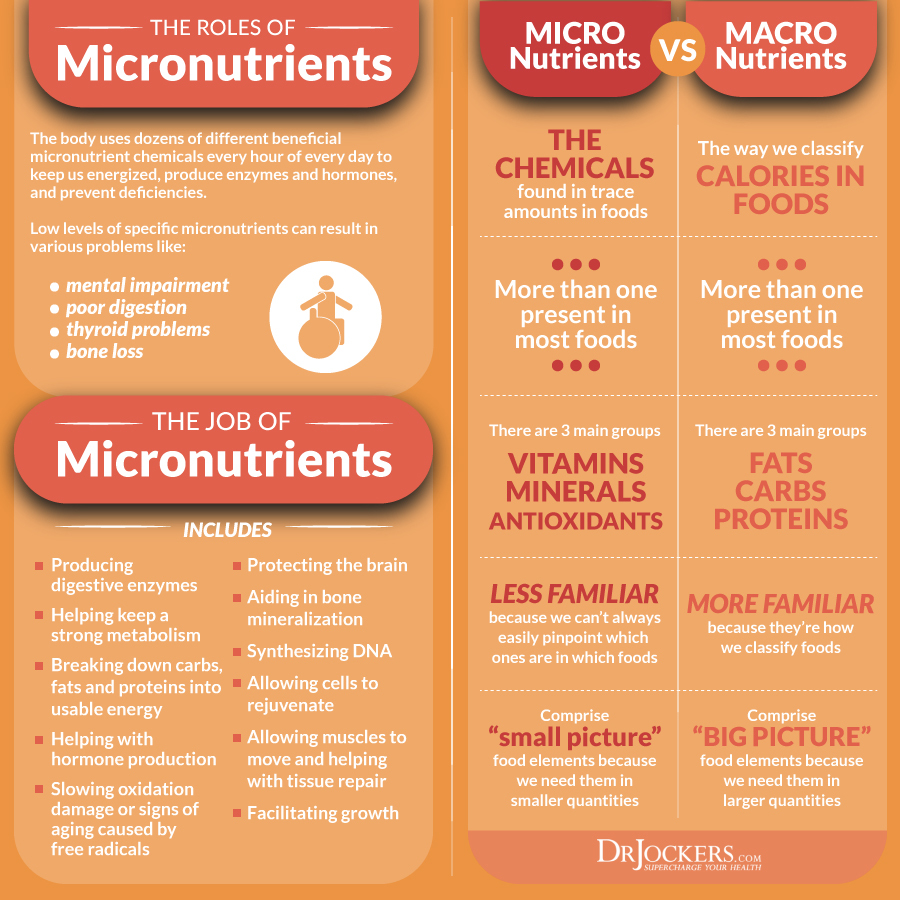 THE ROLES OF
Micronutrients
The body uses dozens of different beneficial
micronutrient chemicals every hour of every day to
keep us energized, produce enzymes and hormones,
and prevent deficiencies.
Low levels of specific micronutrients can result in
various problems like:
mental impairment
poor digestion
thyroid problems
bone loss
THE JOB OF
Micronutrients
INCLUDES
Producing
digestive enzymes
Helping keep a
strong metabolism
Breaking down carbs,
fats and proteins into
usable energy
Helping with
hormone production
Slowing oxidation
damage or signs of
aging caused by
free radicals
Protecting the brain
Aiding in bone
mineralization
Synthesizing DNA
Allowing cells to
rejuvenate
Allowing muscles to
move and helping
with tissue repair
Facilitating growth
MICRO
Nutrients
VS
MACRO
Nutrients
THE
CHEMICALS
found in trace
amounts in foods
The way we classify
CALORIES IN
FOODS
More than one
present in
most foods
More than one
present in
most foods
There are 3 main groups
VITAMINS
MINERALS
ANTIOXIDANTS
There are 3 main groups
FATS
CARBS
PROTEINS
LESS FAMILIAR
because we can't always
easily pinpoint which
ones are in which foods
MORE FAMILIAR
because they're how
we classify foods
Comprise
“small picture”
food elements because
we need them in
smaller quantities
Comprise
“BIG PICTURE”
food elements because
we need them in
larger quantities
DRJOCKERS.COM
SUPERCHARGE YOUR HEALTH